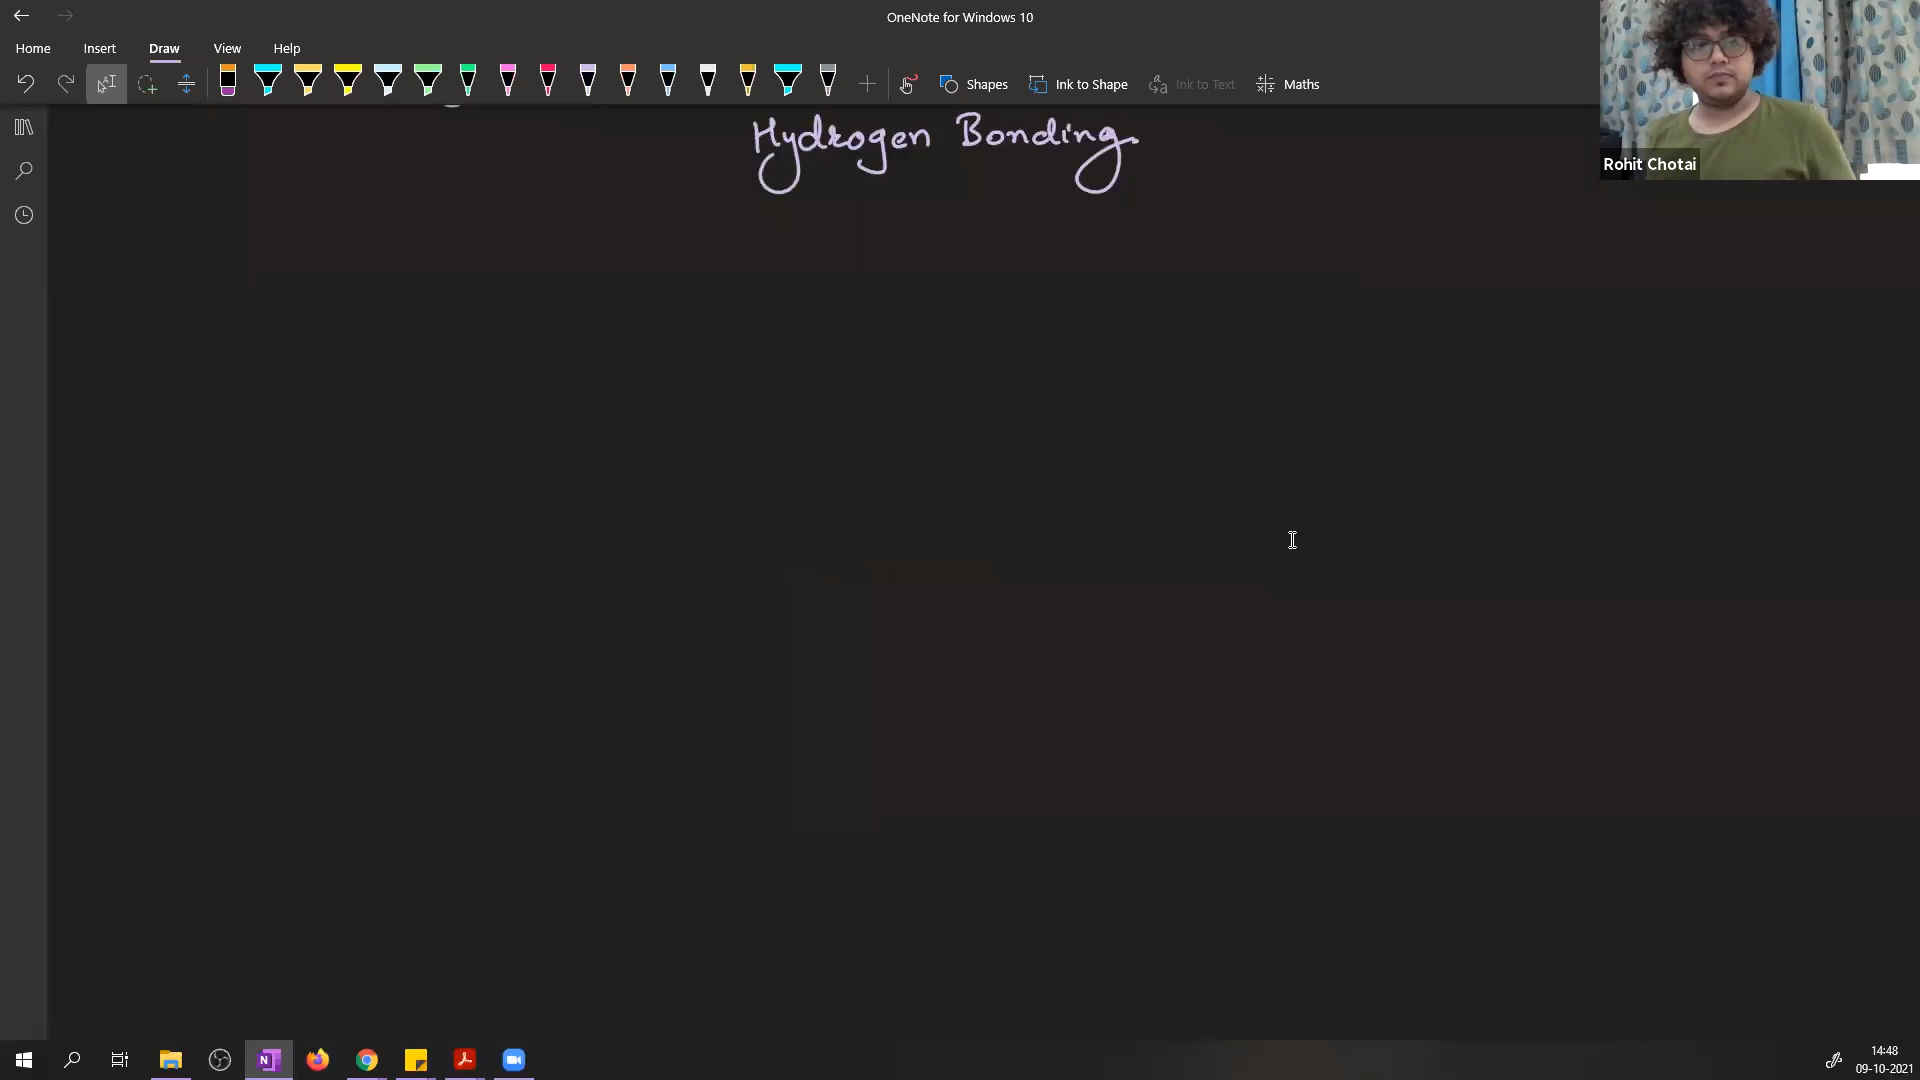 OneNote for Windows 10
Home Insert Draw View Help
Shapes Ink to Shape Ink to Text Maths
Hydrogen Bonding
Rohit Chotai
14:48
09-10-2021